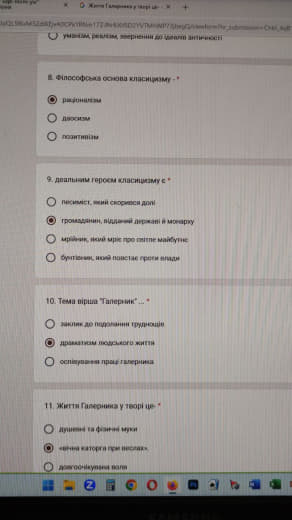 Життя Галерника у творі це- 
уманізм, реалізм, звернення до ідеалів античності
8. Філософська основа класицизму - *
раціоналізм
даосизм
позитивізм
9. деальним героєм класицизму є *
песиміст, який скорився долі
громадянин, відданий державі й монарху
мрійник, який мріє про світле майбутнє
бунтівник, який повстає проти влади
10. Тема вірша "Галерник" ... *
заклик до подолання труднощів
драматизм людського життя
оспівування праці галерника
11. Життя Галерника у творі це- *
душевні та фізичні муки
«вічна каторга при веслах».
довгоочікувана воля